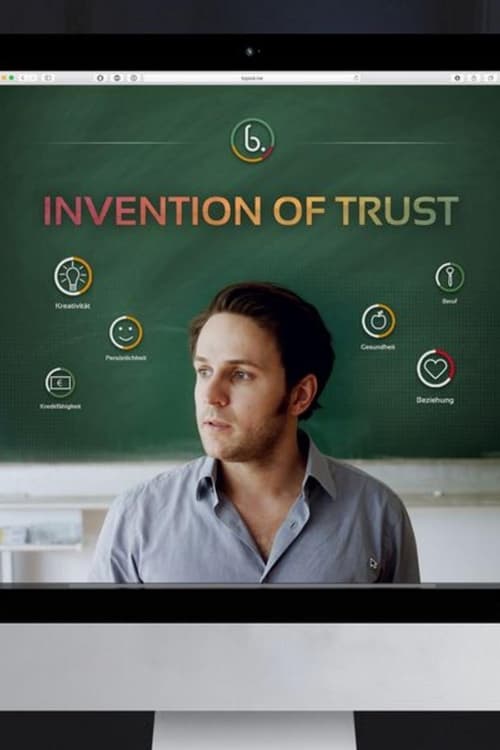 b.
INVENTION OF TRUST
Kreativität
Beruf
Persönlichkeit
Gesundheit
Kreditfähigkeit
Beziehung
€